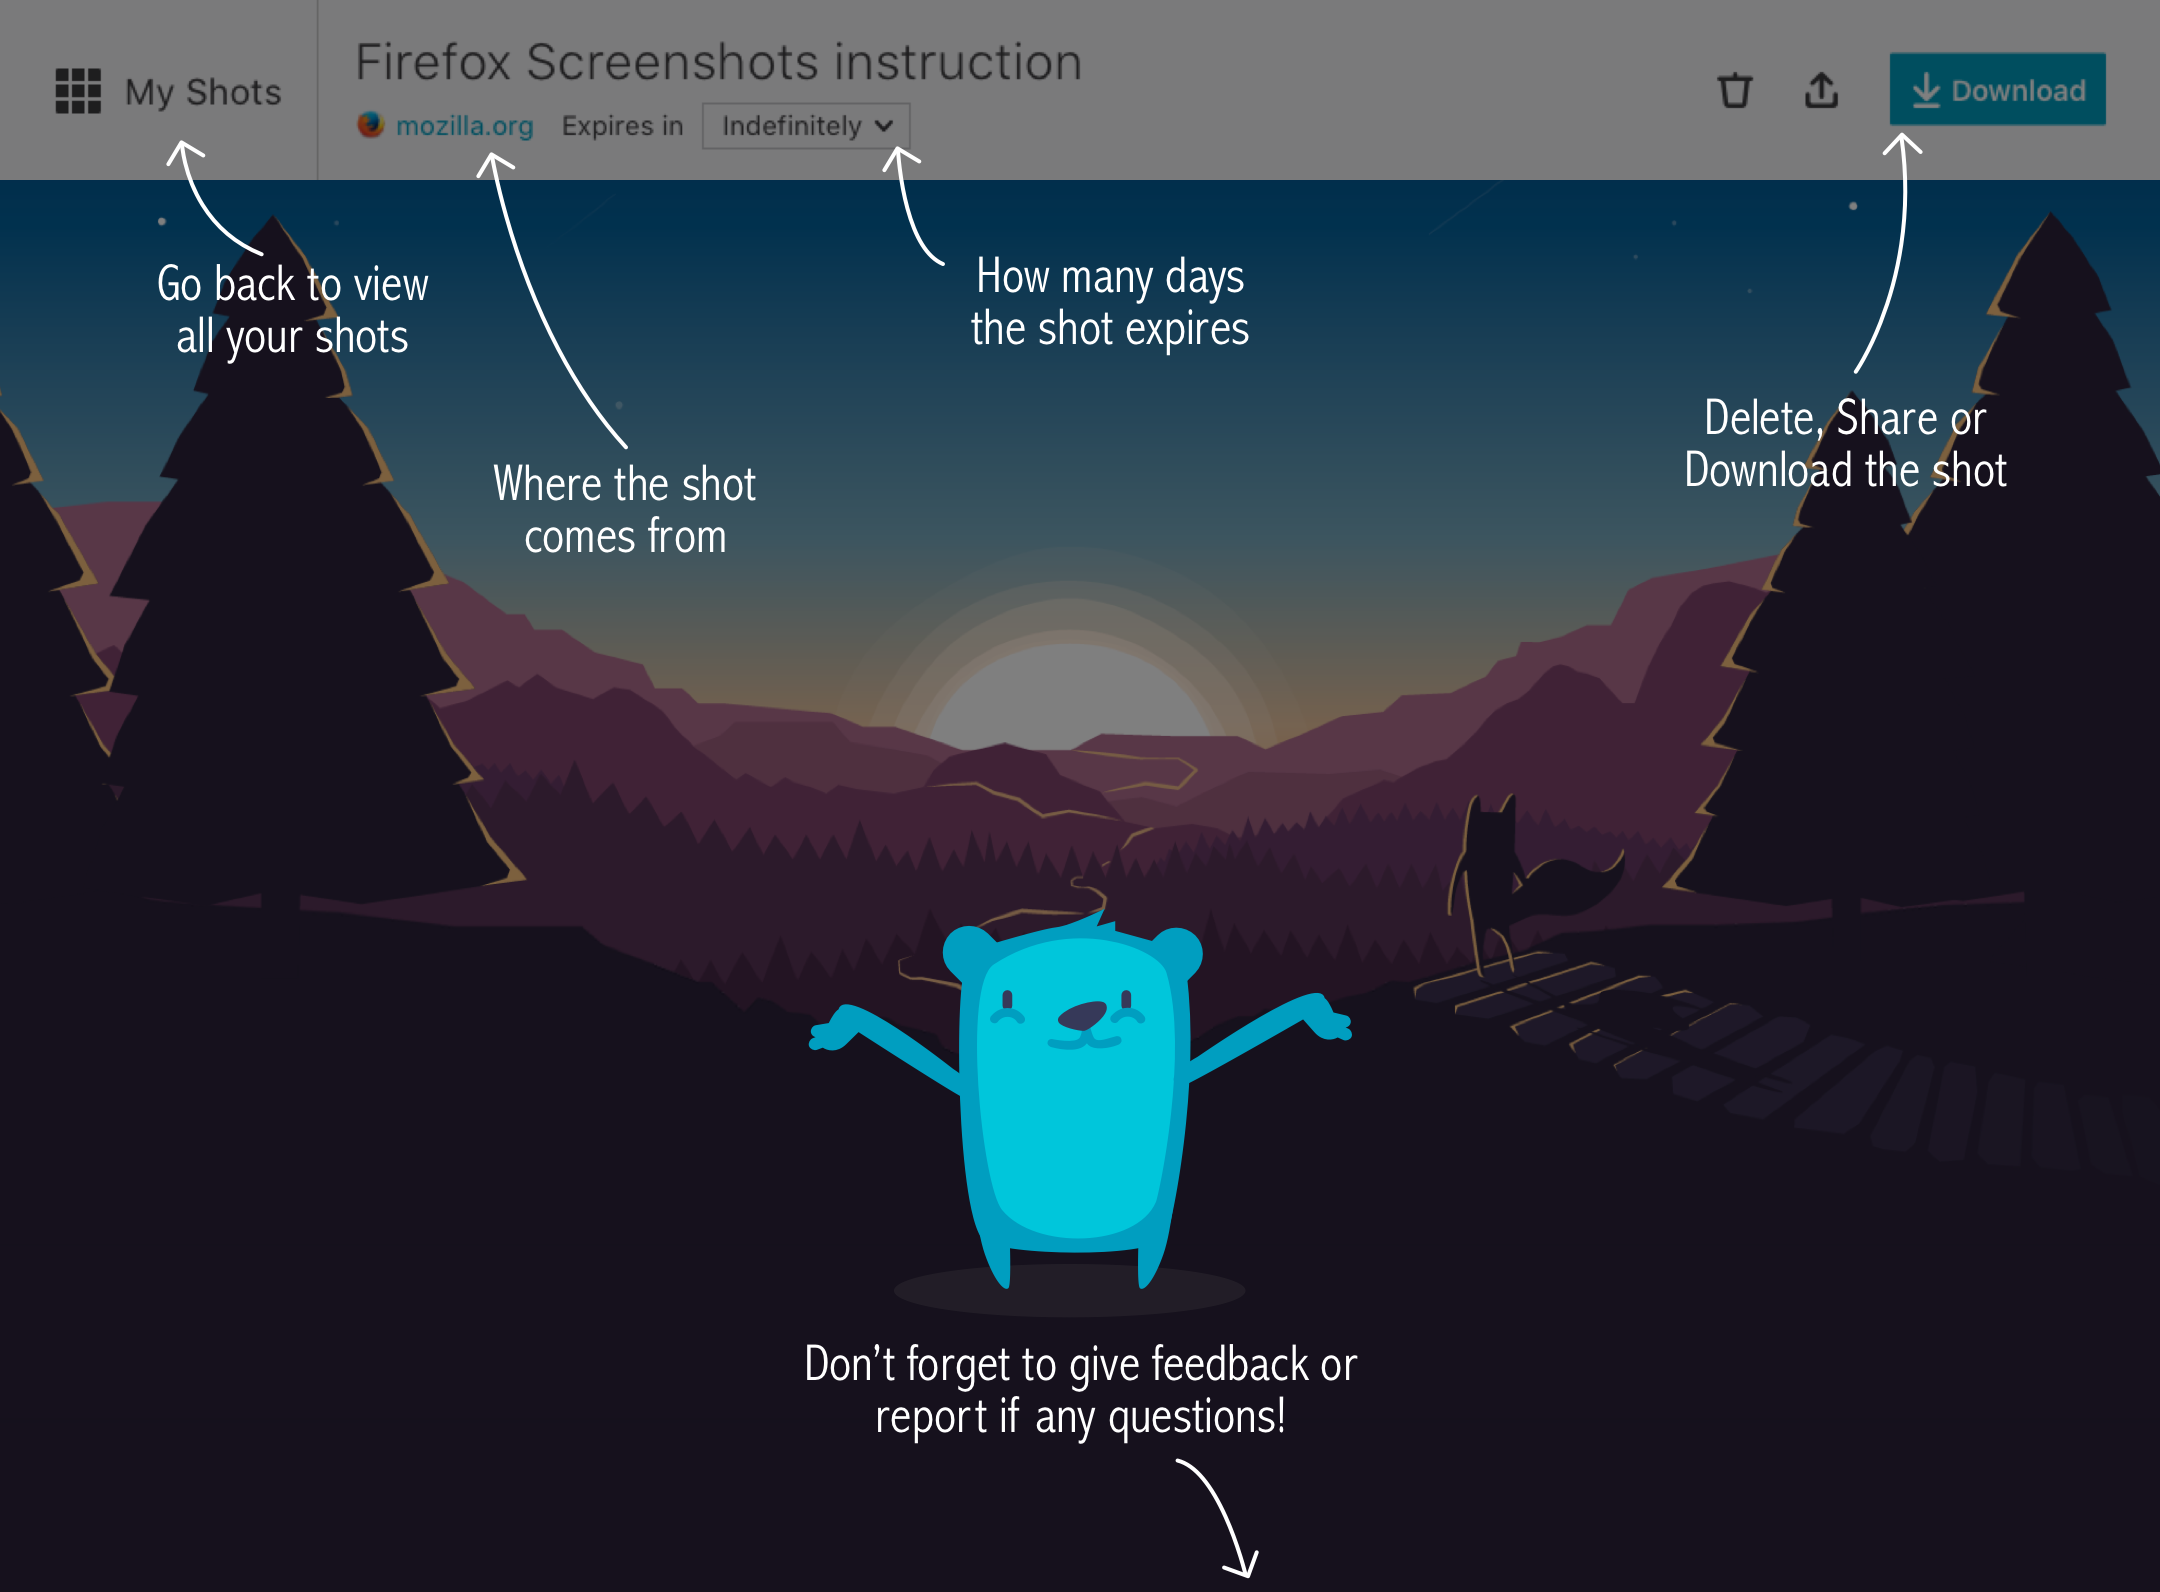 My Shots
Firefox Screenshots instruction
mozilla.org Expires in Indefinitely
Download
Go back to view
all your shots
Where the shot
comes from
How many days
the shot expires
Delete, Share or
Download the shot
Don't forget to give feedback or
report if any questions!